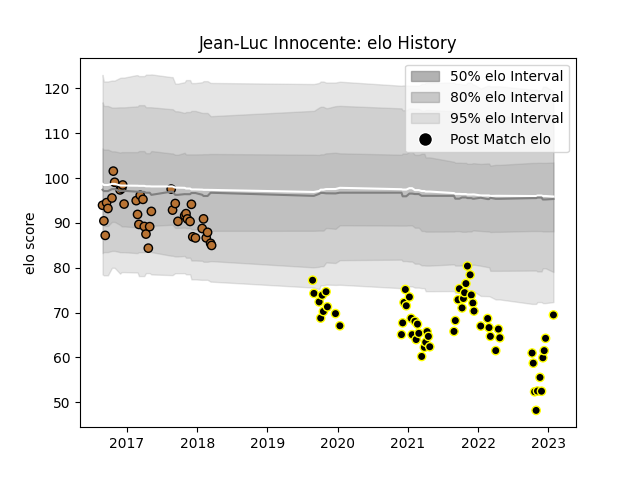 Jean-Luc Innocente: elo History
50% elo Interval
80% elo Interval
95% elo Interval
Post Match elo
elo score
120
110
100
90
80
70
60
50
2017 2018 2019 2020 2021 2022 2023